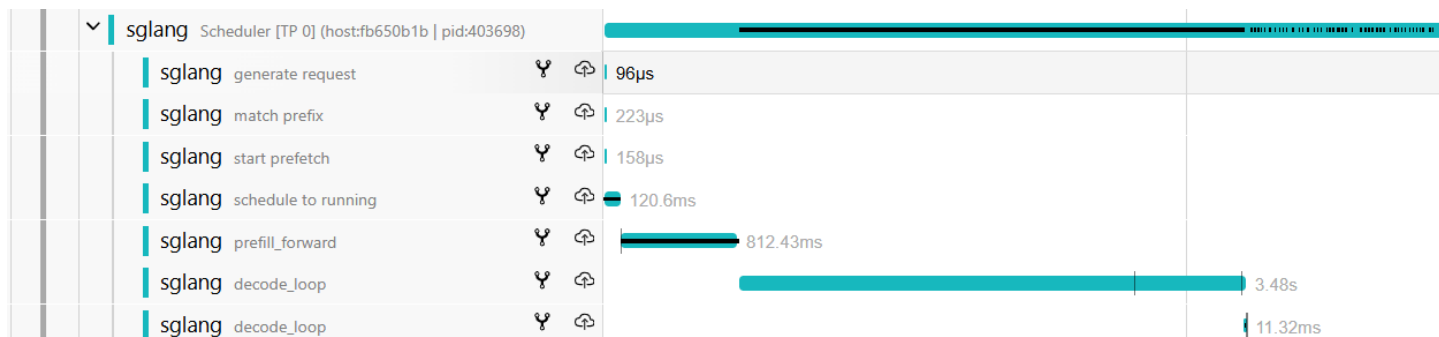 sglang Scheduler [TP 0] (host:fb650b1b | pid:403698)
sglang generate request 96µs
sglang match prefix 223µs
sglang start prefetch 158µs
sglang schedule to running 120.6ms
sglang prefill_forward 812.43ms
sglang decode_loop 3.48s
sglang decode_loop 11.32ms